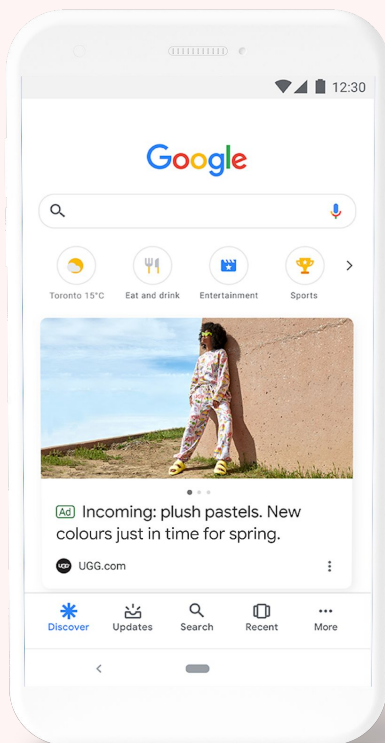 12:30
Google
Toronto 15°C
Eat and drink
Entertainment
Sports
Ad Incoming: plush pastels. New
colours just in time for spring.
UGG UGG.com
Discover
Updates
Search
Recent
More